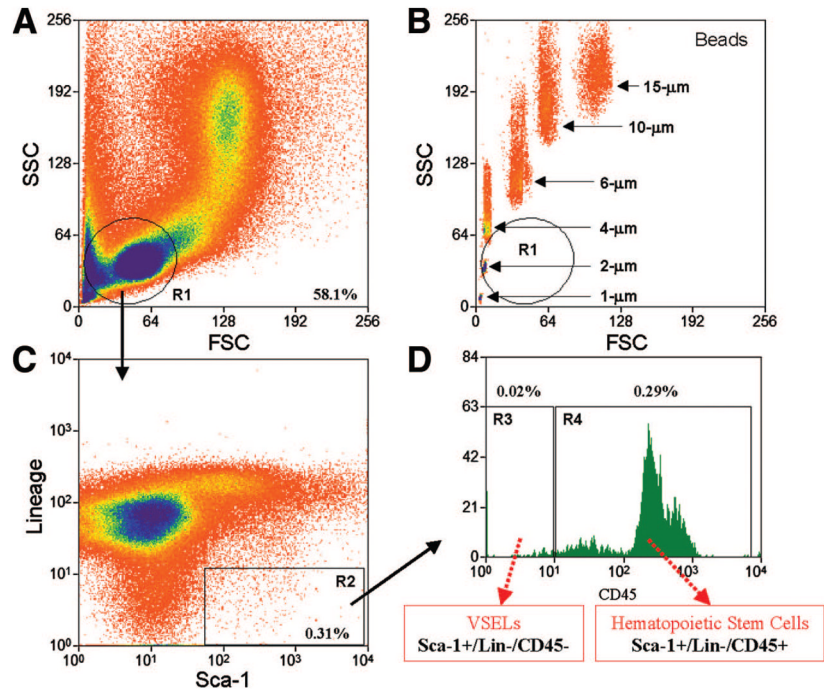 A
256
192
128
64
0
SSC
R1
58.1%
0 64 128 192 256
FSC
B
256
192
128
64
0
SSC
Beads
15-µm
10-µm
6-µm
4-µm
R1
2-µm
1-µm
0 64 128 192 256
FSC
C
10⁴
10³
10²
10¹
10⁰
Lineage
R2
0.31%
10⁰ 10¹ 10² 10³ 10⁴
Sca-1
D
84
63
42
21
0
0.02% 0.29%
R3 R4
10⁰ 10¹ 10² 10³ 10⁴
CD45
VSELs
Sca-1+/Lin-/CD45-
Hematopoietic Stem Cells
Sca-1+/Lin-/CD45+